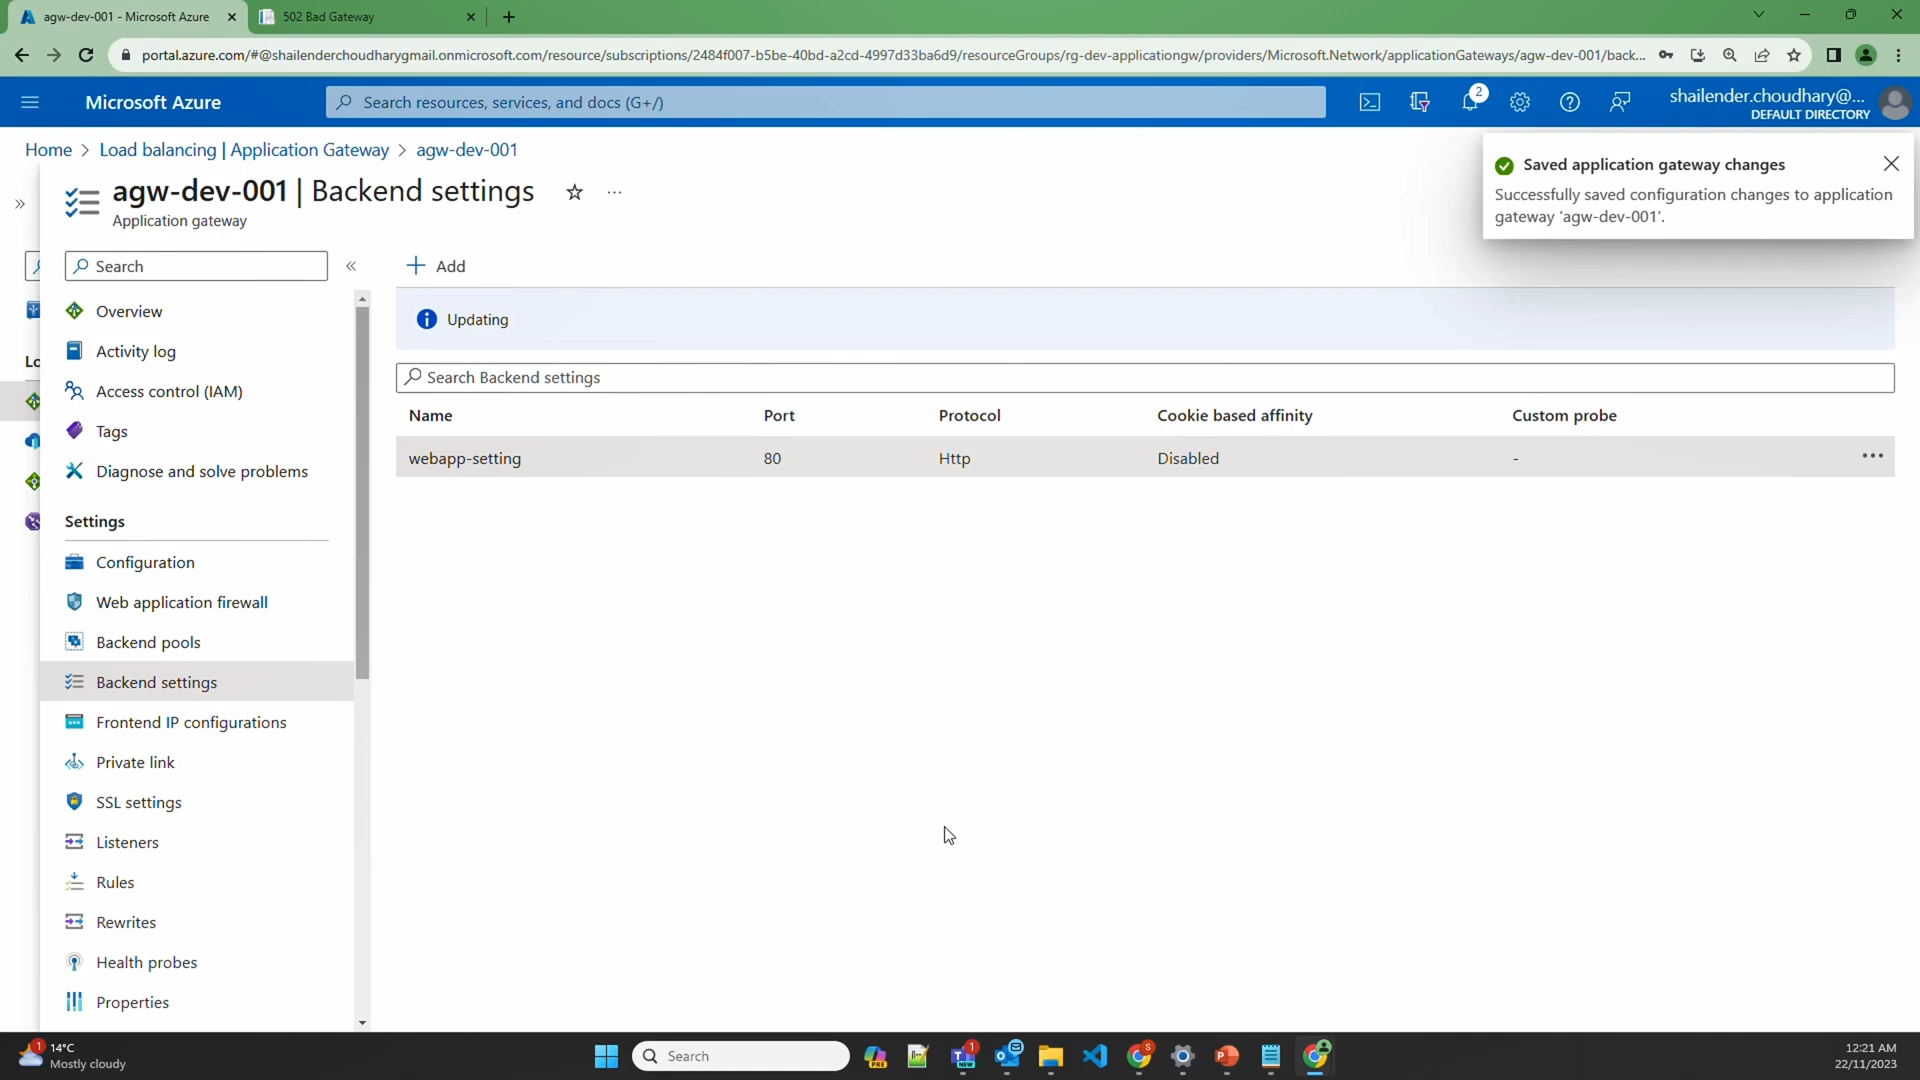 agw-dev-001 - Microsoft Azure
502 Bad Gateway
portal.azure.com/#@shailenderchoudharygmail.onmicrosoft.com/resource/subscriptions/2484f007-b5be-40bd-a2cd-4997d33ba6d9/resourceGroups/rg-dev-applicationgw/providers/Microsoft.Network/applicationGateways/agw-dev-001/back...
Microsoft Azure
Search resources, services, and docs (G+/)
2
shailender.choudhary@...
DEFAULT DIRECTORY
Home > Load balancing | Application Gateway > agw-dev-001
agw-dev-001 | Backend settings
Application gateway
Saved application gateway changes
Successfully saved configuration changes to application
gateway 'agw-dev-001'.
Search
Add
Overview
Updating
Activity log
Lo
Search Backend settings
Access control (IAM)
Name Port Protocol Cookie based affinity Custom probe
Tags
webapp-setting 80 Http Disabled -
Diagnose and solve problems
Settings
Configuration
Web application firewall
Backend pools
Backend settings
Frontend IP configurations
Private link
SSL settings
Listeners
Rules
Rewrites
Health probes
Properties
1
14°C
Mostly cloudy
Search
PRE
1
NEW
S
12:21 AM
22/11/2023